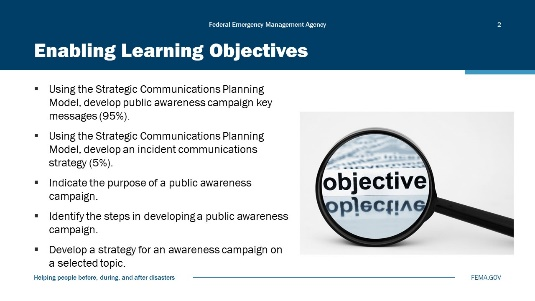 Federal Emergency Management Agency
2
Enabling Learning Objectives
▪ Using the Strategic Communications Planning
Model, develop public awareness campaign key
messages (95%).
▪ Using the Strategic Communications Planning
Model, develop an incident communications
strategy (5%).
▪ Indicate the purpose of a public awareness
campaign.
▪ Identify the steps in developing a public awareness
campaign.
▪ Develop a strategy for an awareness campaign on
a selected topic.
objective
objective
Helping people before, during, and after disasters
FEMA.GOV